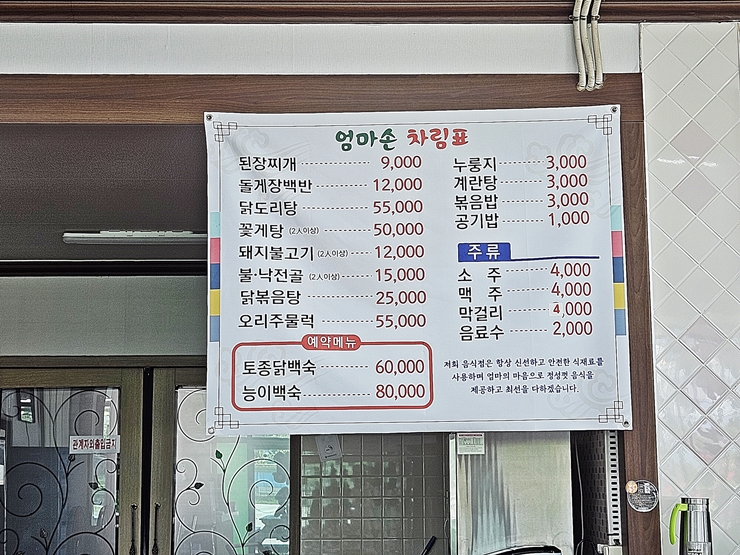 엄마손 차림표
된장찌개 9,000
돌게장백반 12,000
닭도리탕 55,000
꽃게탕 (2人이상) 50,000
돼지불고기 (2人이상) 12,000
불·낙전골 (2人이상) 15,000
닭볶음탕 25,000
오리주물럭 55,000
예약메뉴
토종닭백숙 60,000
능이백숙 80,000
누룽지 3,000
계란탕 3,000
볶음밥 3,000
공기밥 1,000
주류
소주 4,000
맥주 4,000
막걸리 4,000
음료수 2,000
저희 음식점은 항상 신선하고 안전한 식재료를
사용하며 엄마의 마음으로 정성껏 음식을
제공하고 최선을 다하겠습니다.
관계자외출입금지